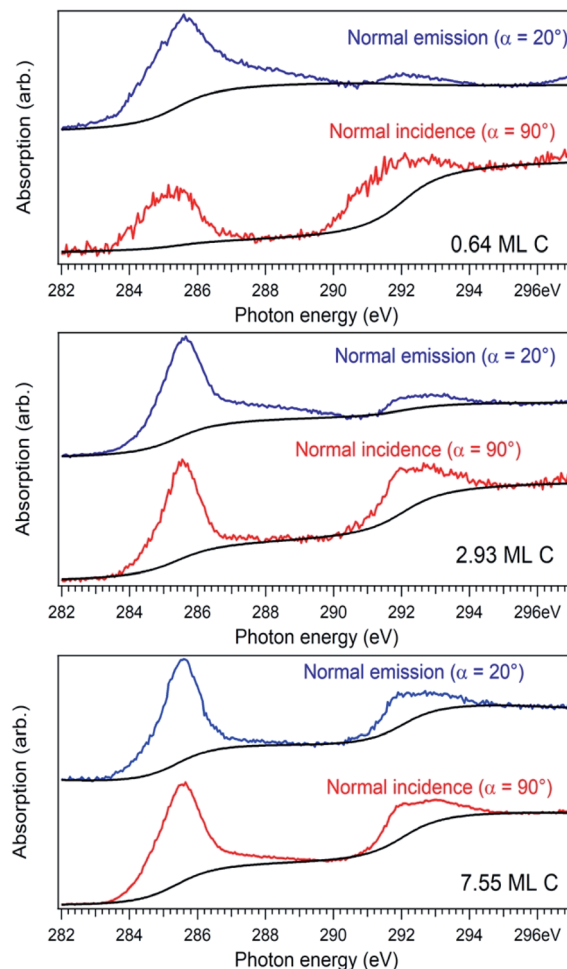 Absorption (arb.)
Normal emission (α = 20°)
Normal incidence (α = 90°)
0.64 ML C
282 284 286 288 290 292 294 296eV
Photon energy (eV)
Absorption (arb.)
Normal emission (α = 20°)
Normal incidence (α = 90°)
2.93 ML C
282 284 286 288 290 292 294 296eV
Photon energy (eV)
Absorption (arb.)
Normal emission (α = 20°)
Normal incidence (α = 90°)
7.55 ML C
282 284 286 288 290 292 294 296eV
Photon energy (eV)